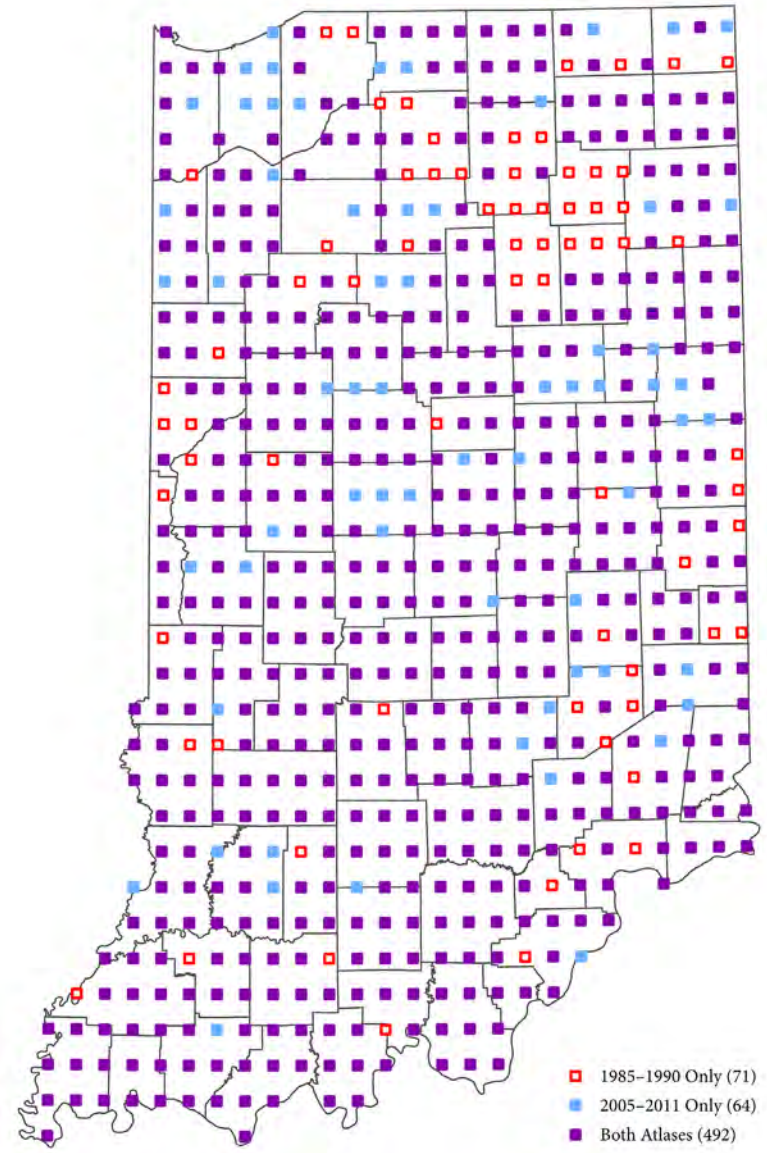 1985–1990 Only (71)
2005–2011 Only (64)
Both Atlases (492)